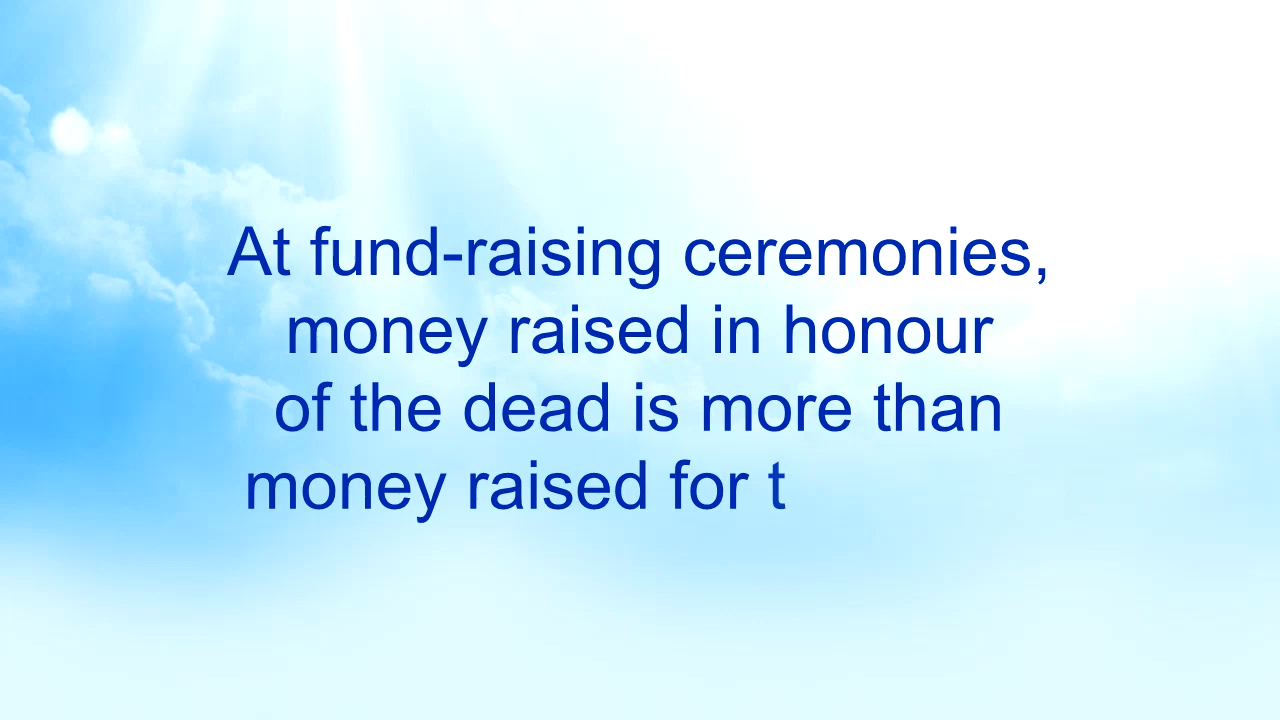 At fund-raising ceremonies,
money raised in honour
of the dead is more than
money raised for t